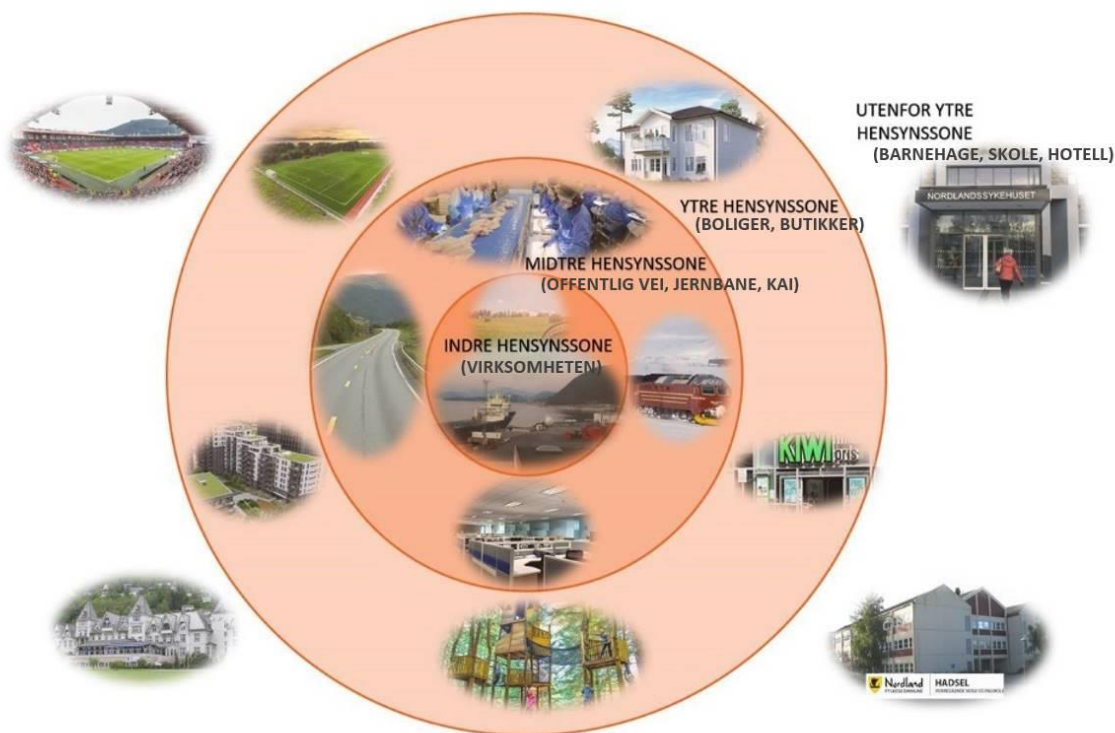 UTENFOR YTRE
HENSYNSSONE
(BARNEHAGE, SKOLE, HOTELL)
NORDLANDSSYKEHUSET
YTRE HENSYNSSONE
(BOLIGER, BUTIKKER)
MIDTRE HENSYNSSONE
(OFFENTLIG VEI, JERNBANE, KAI)
INDRE HENSYNSSONE
(VIRKSOMHETEN)
KIWI
pris
Nordland
HADSEL